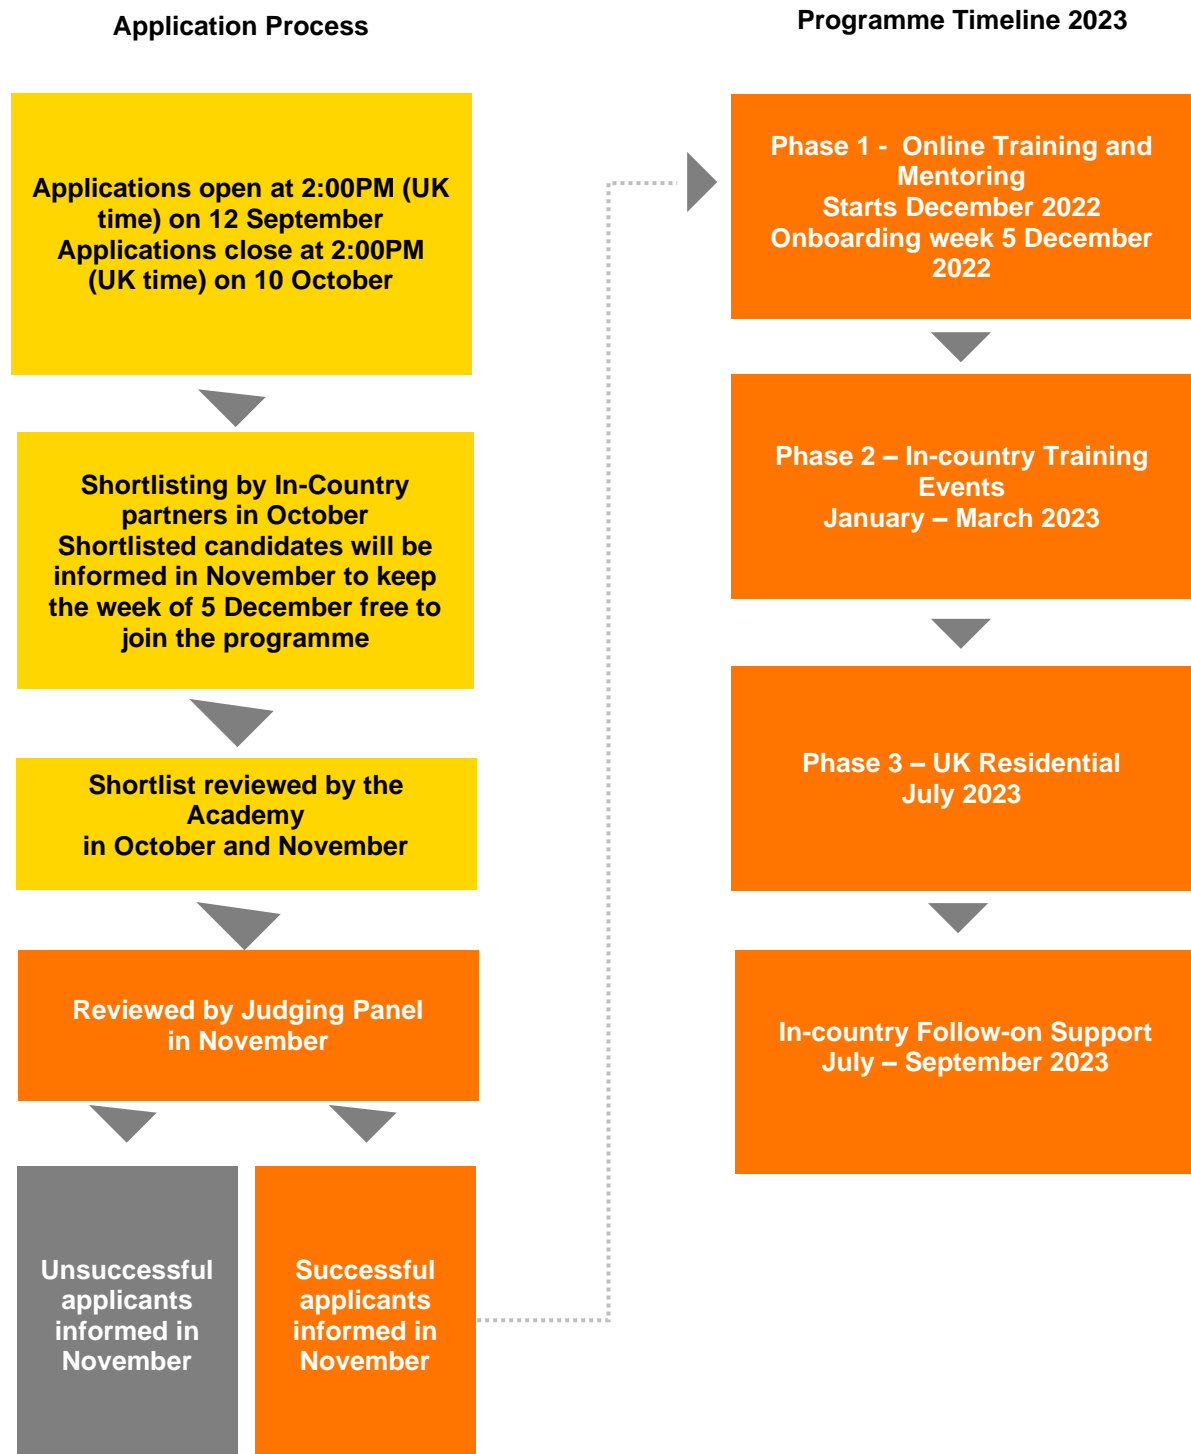 Application Process
Applications open at 2:00PM (UK
time) on 12 September
Applications close at 2:00PM
(UK time) on 10 October
Shortlisting by In-Country
partners in October
Shortlisted candidates will be
informed in November to keep
the week of 5 December free to
join the programme
Shortlist reviewed by the
Academy
in October and November
Reviewed by Judging Panel
in November
Unsuccessful
applicants
informed in
November
Successful
applicants
informed in
November
Programme Timeline 2023
Phase 1 -  Online Training and
Mentoring
Starts December 2022
Onboarding week 5 December
2022
Phase 2 – In-country Training
Events
January – March 2023
Phase 3 – UK Residential
July 2023
In-country Follow-on Support
July – September 2023